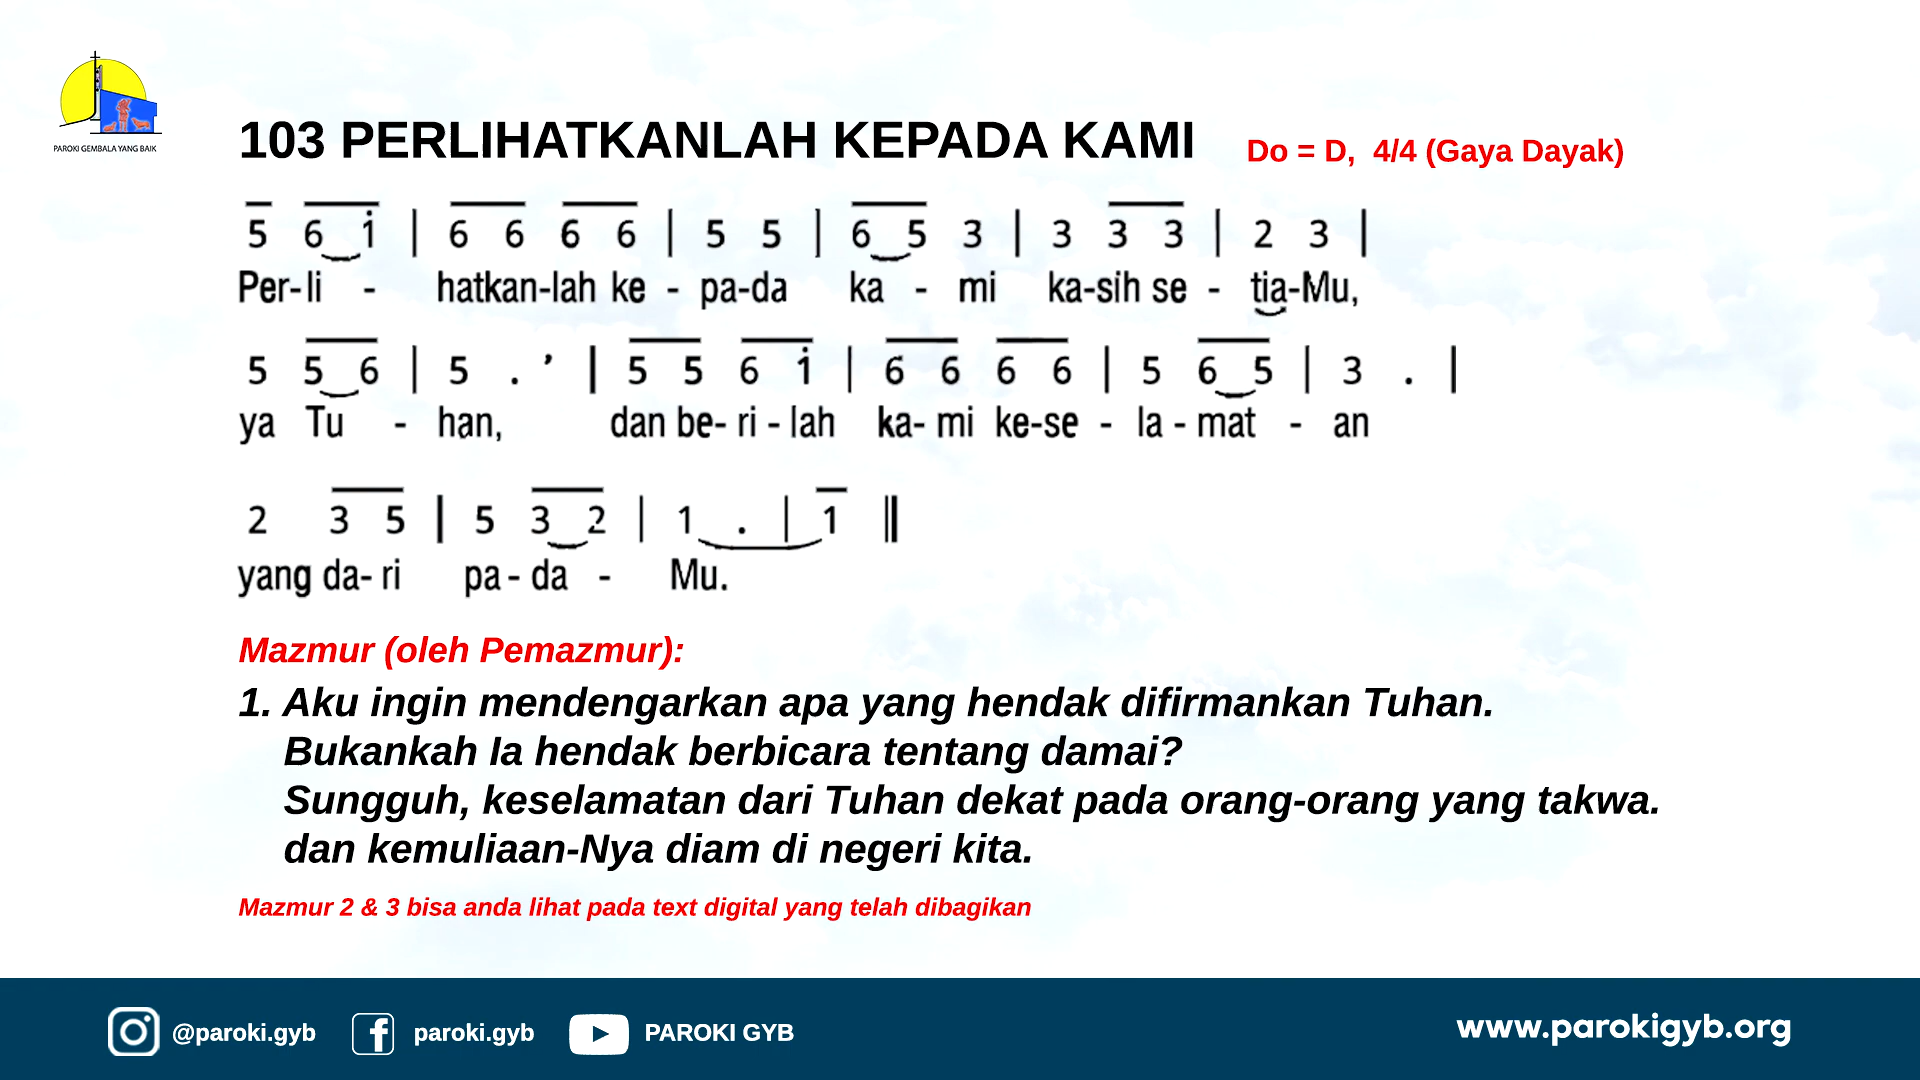 PAROKI GEMBALA YANG BAIK
103 PERLIHATKANLAH KEPADA KAMI Do = D, 4/4 (Gaya Dayak)
5 6 i | 6 6 6 6 | 5 5 | 6 5 3 | 3 3 3 | 2 3 |
Per-li - hatkan-lah ke - pa-da ka - mi ka-sih se - tia-Mu,
5 5 6 | 5 . ’ | 5 5 6 i | 6 6 6 6 | 5 6 5 | 3 . |
ya Tu - han, dan be- ri - lah ka- mi ke-se - la - mat - an
2 3 5 | 5 3 2 | 1 . | 1 ||
yang da- ri pa - da - Mu.
Mazmur (oleh Pemazmur):
1. Aku ingin mendengarkan apa yang hendak difirmankan Tuhan.
Bukankah Ia hendak berbicara tentang damai?
Sungguh, keselamatan dari Tuhan dekat pada orang-orang yang takwa.
dan kemuliaan-Nya diam di negeri kita.
Mazmur 2 & 3 bisa anda lihat pada text digital yang telah dibagikan
@paroki.gyb paroki.gyb PAROKI GYB www.parokigyb.org